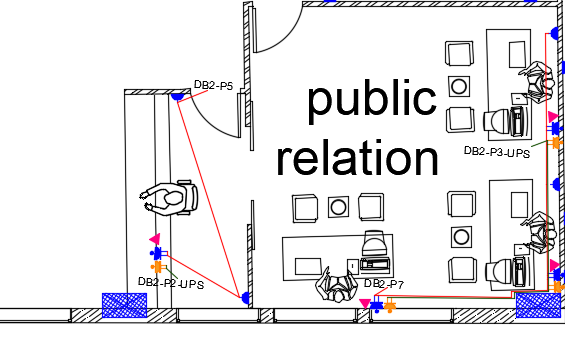 DB2-P5
public
relation
DB2-P3-UPS
DB2-P2-UPS
DB2-P7